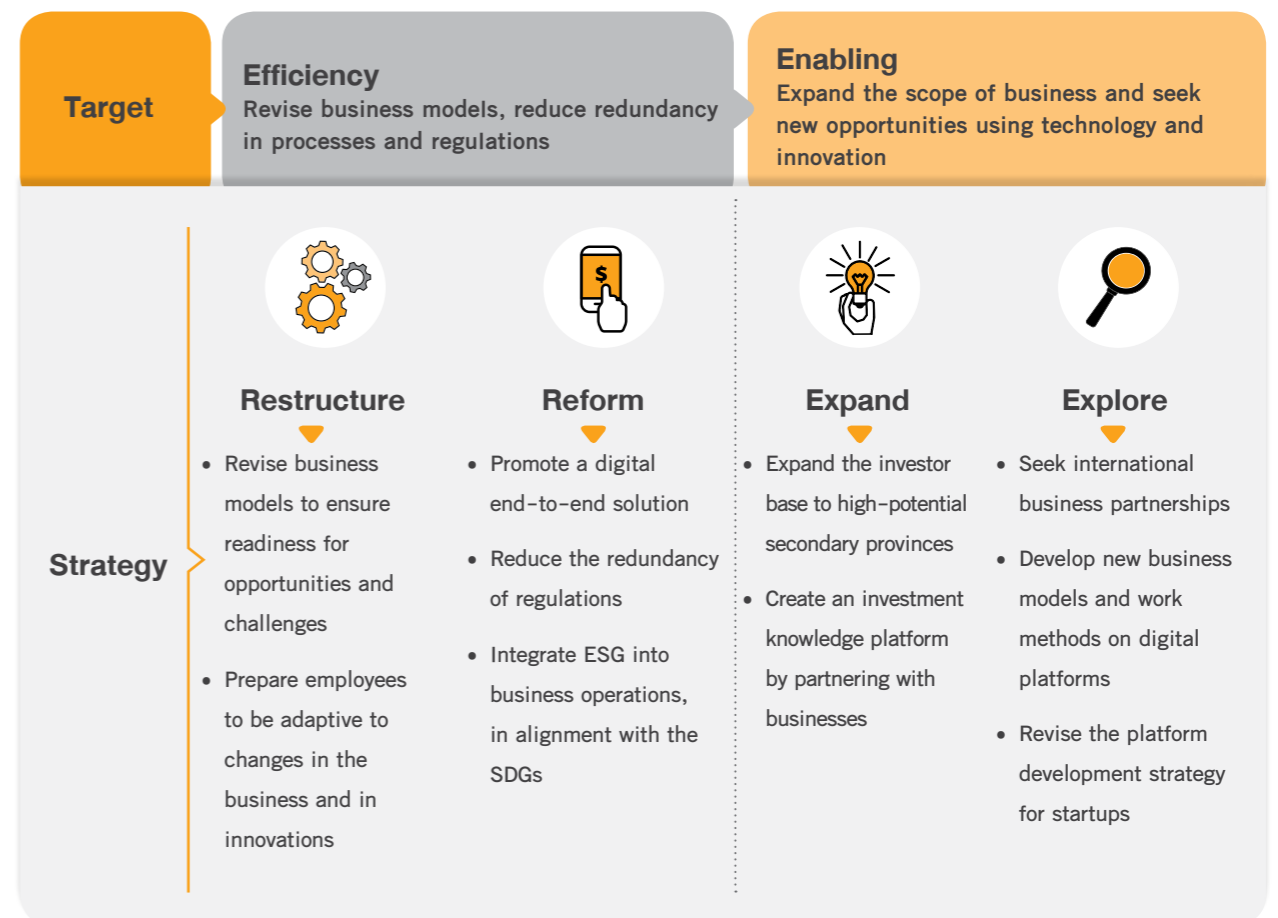 Target
Efficiency
Revise business models, reduce redundancy
in processes and regulations
Enabling
Expand the scope of business and seek
new opportunities using technology and
innovation
Strategy
Restructure
• Revise business
models to ensure
readiness for
opportunities and
challenges
• Prepare employees
to be adaptive to
changes in the
business and in
innovations
$
Reform
• Promote a digital
end-to-end solution
• Reduce the redundancy
of regulations
• Integrate ESG into
business operations,
in alignment with the
SDGs
Expand
• Expand the investor
base to high-potential
secondary provinces
• Create an investment
knowledge platform
by partnering with
businesses
Explore
• Seek international
business partnerships
• Develop new business
models and work
methods on digital
platforms
• Revise the platform
development strategy
for startups